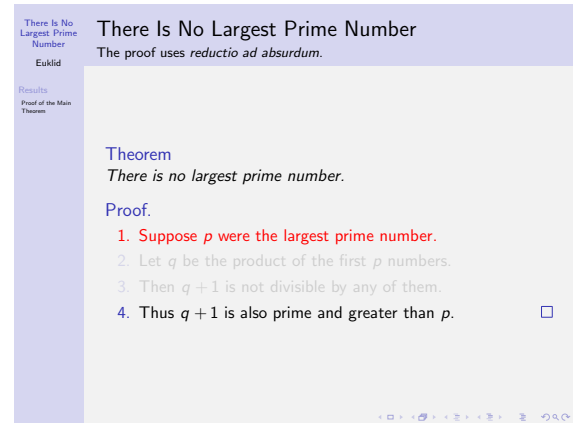 There Is No
Largest Prime
Number
Euklid
Results
Proof of the Main
Theorem
There Is No Largest Prime Number
The proof uses reductio ad absurdum.
Theorem
There is no largest prime number.
Proof.
1. Suppose p were the largest prime number.
2. Let q be the product of the first p numbers.
3. Then q + 1 is not divisible by any of them.
4. Thus q + 1 is also prime and greater than p.